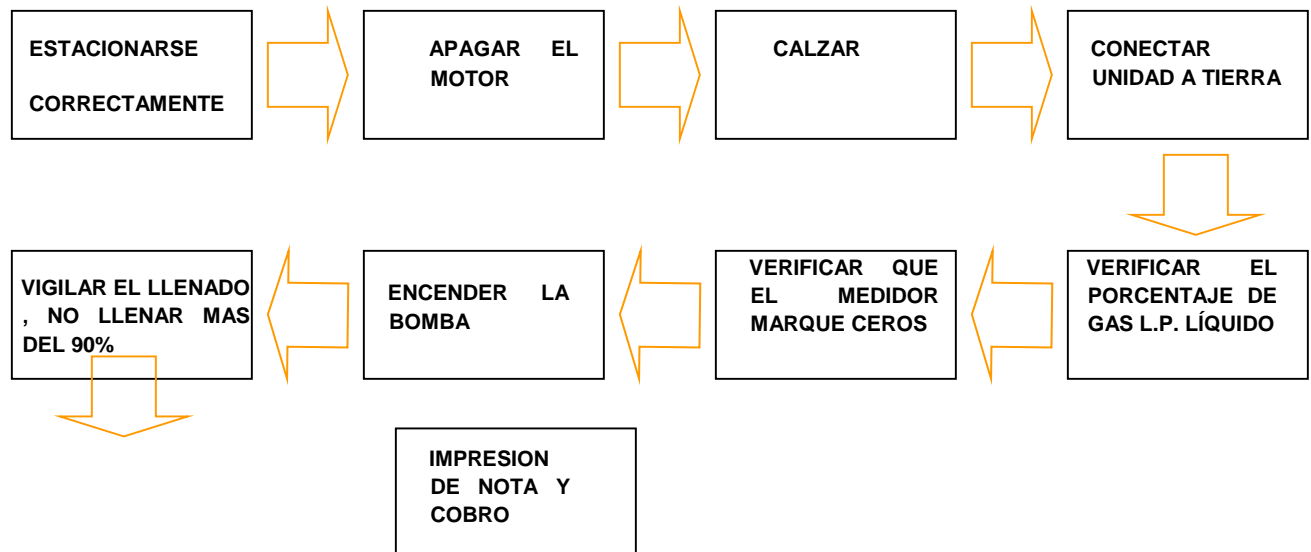 ESTACIONARSE
CORRECTAMENTE
APAGAR EL
MOTOR
CALZAR
CONECTAR
UNIDAD A TIERRA
VERIFICAR EL
PORCENTAJE DE
GAS L.P. LÍQUIDO
VERIFICAR QUE
EL MEDIDOR
MARQUE CEROS
ENCENDER LA
BOMBA
VIGILAR EL LLENADO
, NO LLENAR MAS
DEL 90%
IMPRESION
DE NOTA Y
COBRO